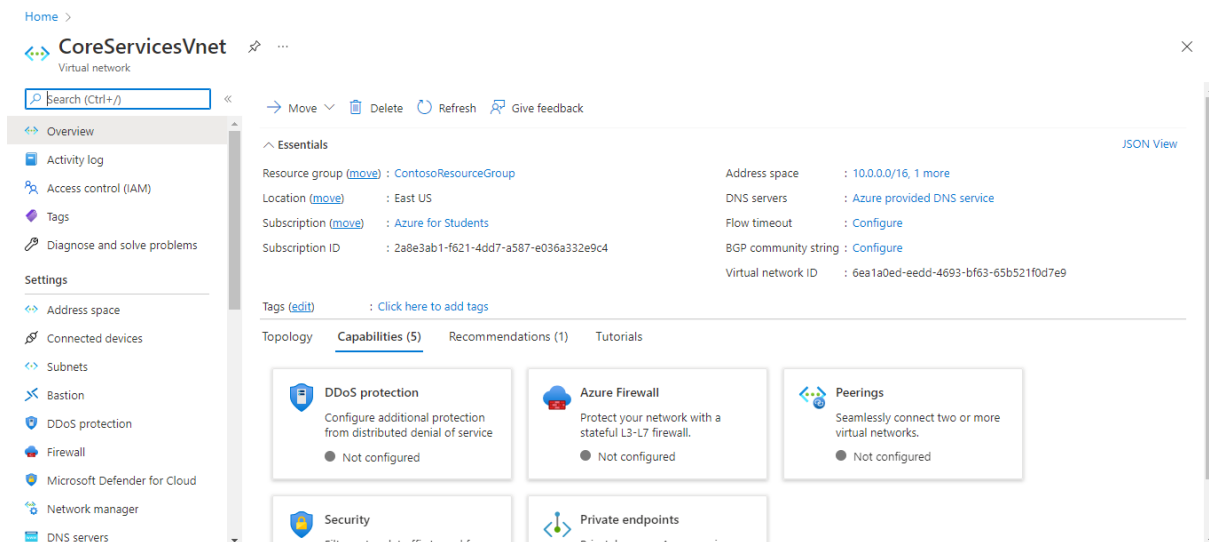 Home >
CoreServicesVnet
Virtual network
Search (Ctrl+/)
Overview
Activity log
Access control (IAM)
Tags
Diagnose and solve problems
Settings
Address space
Connected devices
Subnets
Bastion
DDoS protection
Firewall
Microsoft Defender for Cloud
Network manager
DNS servers
Move Delete Refresh Give feedback
Essentials JSON View
Resource group (move) : ContosoResourceGroup
Location (move) : East US
Subscription (move) : Azure for Students
Subscription ID : 2a8e3ab1-f621-4dd7-a587-e036a332e9c4
Address space : 10.0.0.0/16, 1 more
DNS servers : Azure provided DNS service
Flow timeout : Configure
BGP community string : Configure
Virtual network ID : 6ea1a0ed-eedd-4693-bf63-65b521f0d7e9
Tags (edit) : Click here to add tags
Topology Capabilities (5) Recommendations (1) Tutorials
DDoS protection
Configure additional protection
from distributed denial of service
Not configured
Azure Firewall
Protect your network with a
stateful L3-L7 firewall.
Not configured
Peerings
Seamlessly connect two or more
virtual networks.
Not configured
Security
Private endpoints